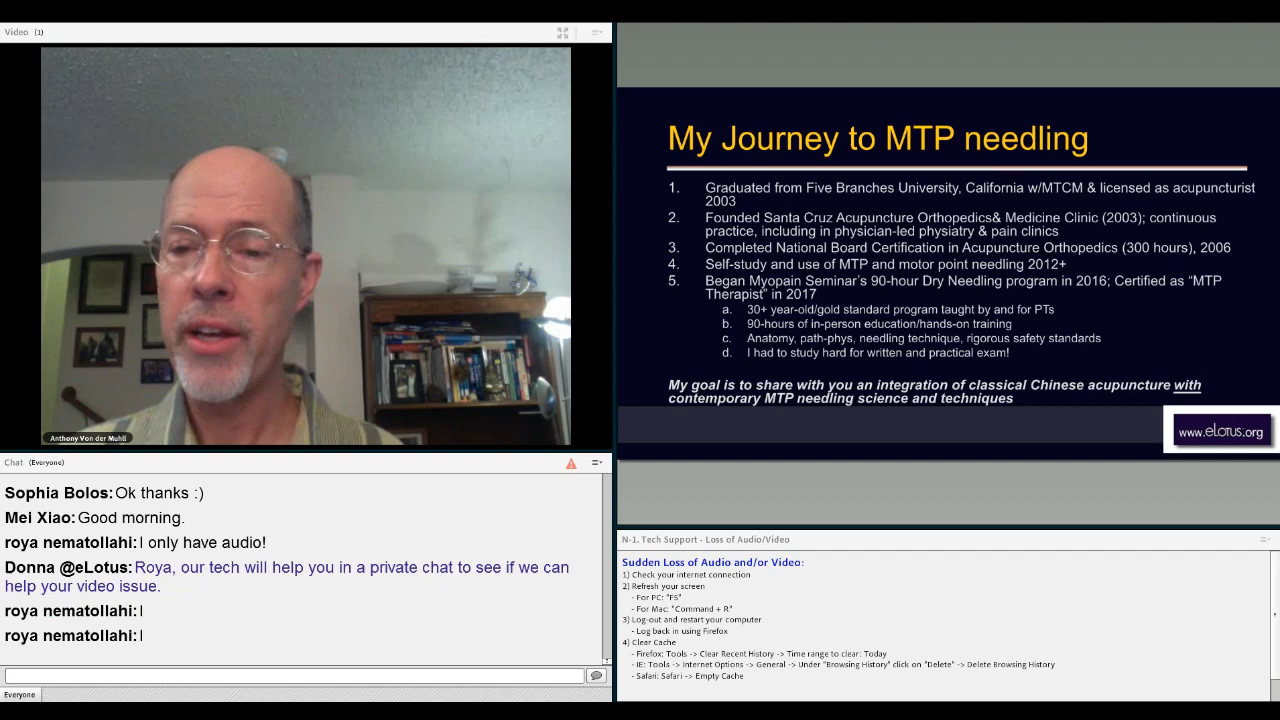 Video (1)
Anthony Von der Muhll
My Journey to MTP needling
1. Graduated from Five Branches University, California w/MTCM & licensed as acupuncturist
2003
2. Founded Santa Cruz Acupuncture Orthopedics& Medicine Clinic (2003); continuous
practice, including in physician-led physiatry & pain clinics
3. Completed National Board Certification in Acupuncture Orthopedics (300 hours), 2006
4. Self-study and use of MTP and motor point needling 2012+
5. Began Myopain Seminar's 90-hour Dry Needling program in 2016; Certified as “MTP
Therapist” in 2017
a. 30+ year-old/gold standard program taught by and for PTs
b. 90-hours of in-person education/hands-on training
c. Anatomy, path-phys, needling technique, rigorous safety standards
d. I had to study hard for written and practical exam!
My goal is to share with you an integration of classical Chinese acupuncture with
contemporary MTP needling science and techniques
www.eLotus.org
Chat (Everyone)
Sophia Bolos: Ok thanks :)
Mei Xiao: Good morning.
roya nematollahi: I only have audio!
Donna @eLotus: Roya, our tech will help you in a private chat to see if we can
help your video issue.
roya nematollahi: I
roya nematollahi: I
Everyone
N-1. Tech Support - Loss of Audio/Video
Sudden Loss of Audio and/or Video:
1) Check your internet connection
2) Refresh your screen
- For PC: "F5"
- For Mac: "Command + R"
3) Log-out and restart your computer
- Log back in using Firefox
4) Clear Cache
- Firefox: Tools -> Clear Recent History -> Time range to clear: Today
- IE: Tools -> Internet Options -> General -> Under "Browsing History" click on "Delete" -> Delete Browsing History
- Safari: Safari -> Empty Cache